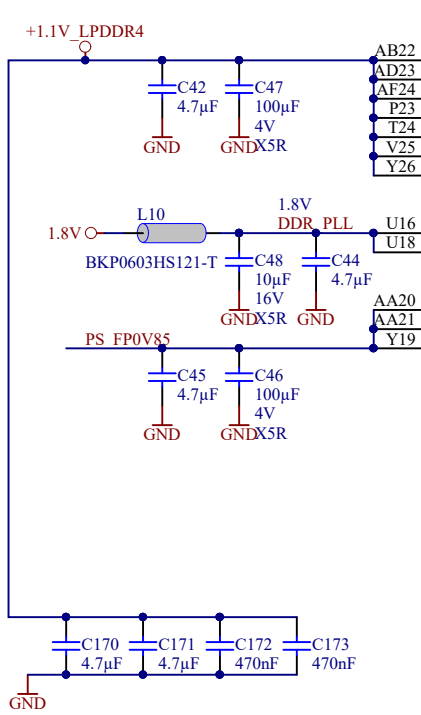 +1.1V_LPDDR4
AB22
AD23
AF24
P23
T24
V25
Y26
C42
4.7µF
GND
C47
100µF
4V
X5R
GND
1.8V
L10
BKP0603HS121-T
1.8V
DDR_PLL
U16
U18
C48
10µF
16V
X5R
GND
C44
4.7µF
GND
AA20
AA21
Y19
PS_FP0V85
C45
4.7µF
GND
C46
100µF
4V
X5R
GND
C170
4.7µF
C171
4.7µF
C172
470nF
C173
470nF
GND